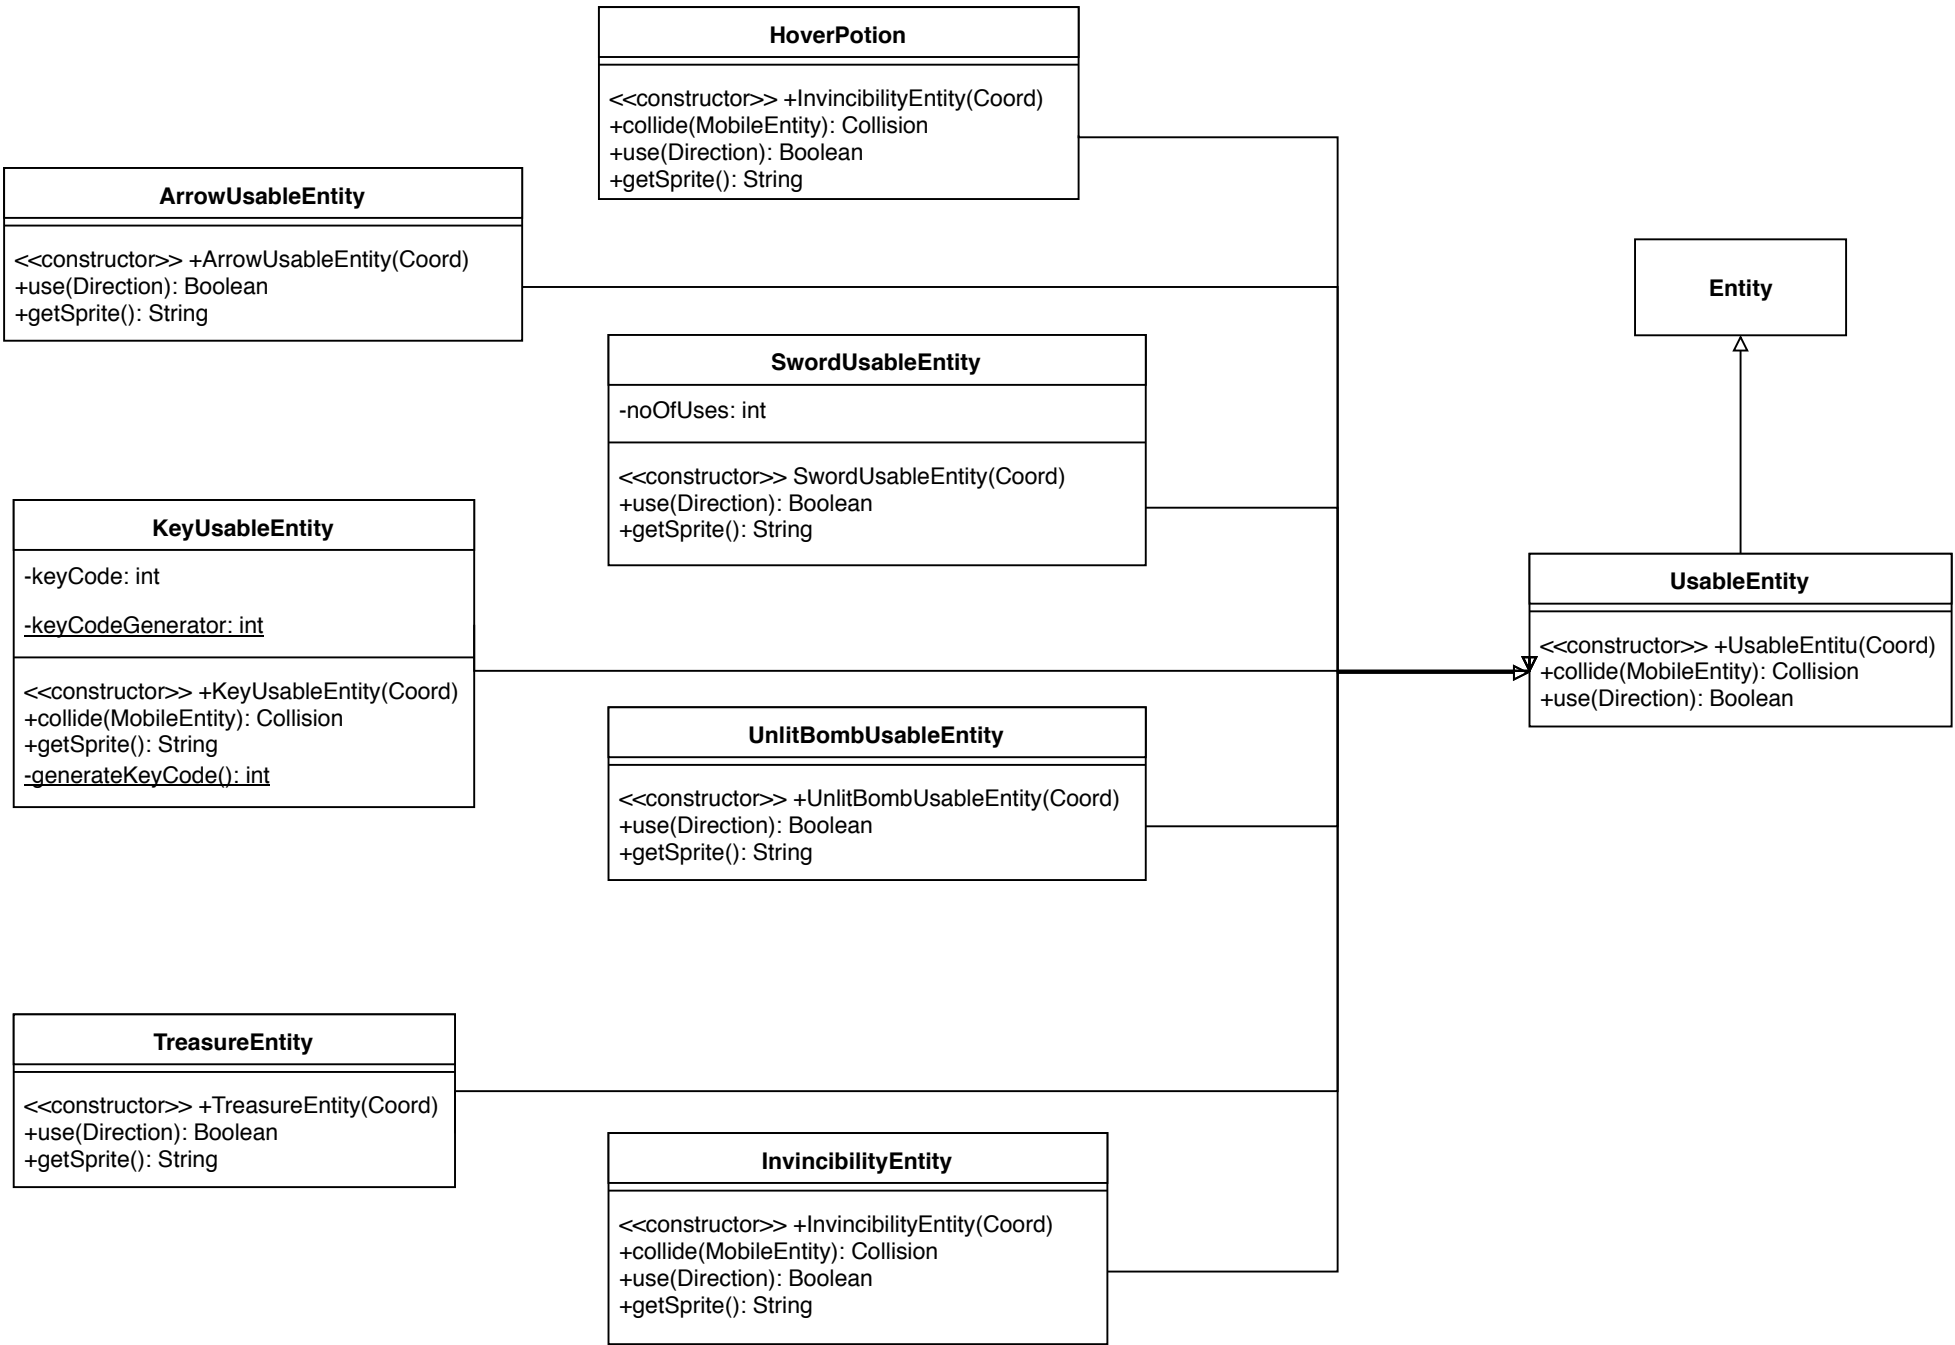 HoverPotion
<<constructor>> +InvincibilityEntity(Coord)
+collide(MobileEntity): Collision
+use(Direction): Boolean
+getSprite(): String
ArrowUsableEntity
<<constructor>> +ArrowUsableEntity(Coord)
+use(Direction): Boolean
+getSprite(): String
Entity
SwordUsableEntity
-noOfUses: int
<<constructor>> SwordUsableEntity(Coord)
+use(Direction): Boolean
+getSprite(): String
KeyUsableEntity
-keyCode: int
-keyCodeGenerator: int
<<constructor>> +KeyUsableEntity(Coord)
+collide(MobileEntity): Collision
+getSprite(): String
-generateKeyCode(): int
UsableEntity
<<constructor>> +UsableEntitu(Coord)
+collide(MobileEntity): Collision
+use(Direction): Boolean
UnlitBombUsableEntity
<<constructor>> +UnlitBombUsableEntity(Coord)
+use(Direction): Boolean
+getSprite(): String
TreasureEntity
<<constructor>> +TreasureEntity(Coord)
+use(Direction): Boolean
+getSprite(): String
InvincibilityEntity
<<constructor>> +InvincibilityEntity(Coord)
+collide(MobileEntity): Collision
+use(Direction): Boolean
+getSprite(): String